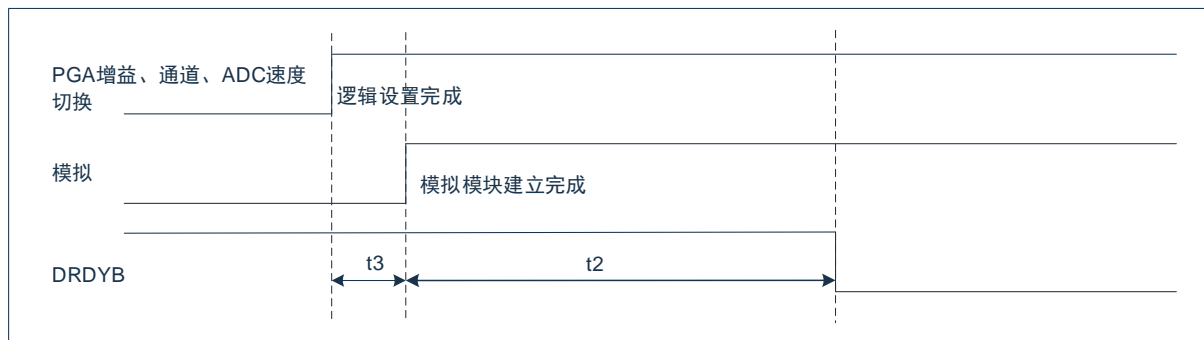 PGA增益、通道、ADC速度
切换
逻辑设置完成
模拟
模拟模块建立完成
DRDYB
t3
t2